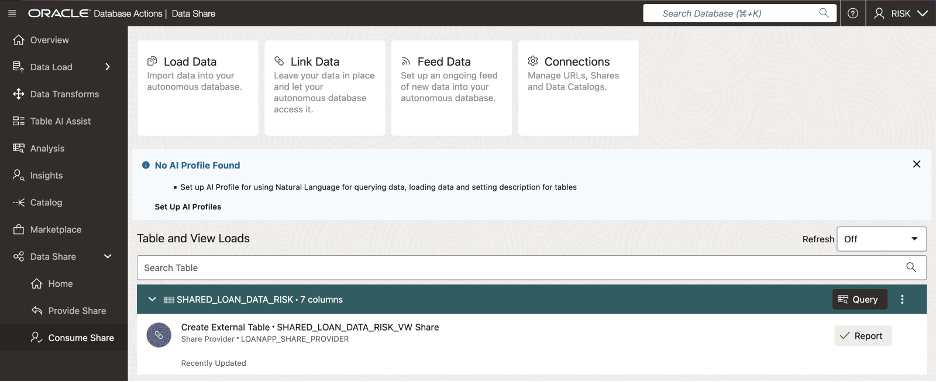 ORACLE® Database Actions | Data Share
Search Database (⌘+K)
RISK
Overview
Data Load
Data Transforms
Table AI Assist
Analysis
Insights
Catalog
Marketplace
Data Share
Home
Provide Share
Consume Share
Load Data
Import data into your
autonomous database.
Link Data
Leave your data in place
and let your
autonomous database
access it.
Feed Data
Set up an ongoing feed
of new data into your
autonomous database.
Connections
Manage URLs, Shares
and Data Catalogs.
No AI Profile Found
▪ Set up AI Profile for using Natural Language for querying data, loading data and setting description for tables
Set Up AI Profiles
Table and View Loads
Refresh Off
Search Table
SHARED_LOAN_DATA_RISK • 7 columns
Query
Create External Table • SHARED_LOAN_DATA_RISK_VW Share
Share Provider • LOANAPP_SHARE_PROVIDER
Report
Recently Updated